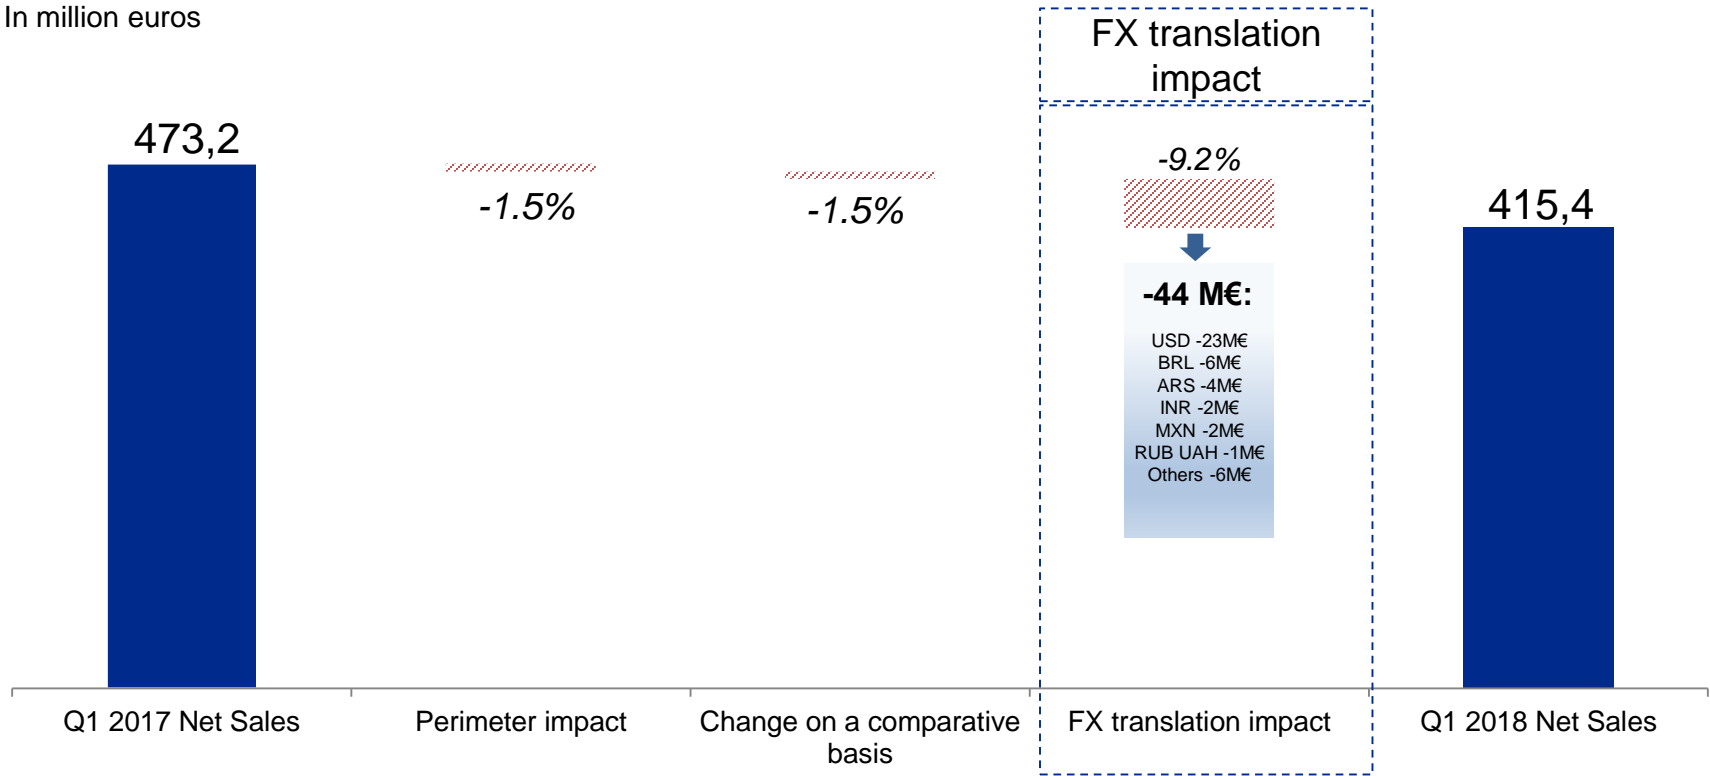 In million euros
FX translation
impact
473,2
-1.5%
-1.5%
-9.2%
415,4
-44 M€:
USD -23M€
BRL -6M€
ARS -4M€
INR -2M€
MXN -2M€
RUB UAH -1M€
Others -6M€
Q1 2017 Net Sales
Perimeter impact
Change on a comparative
basis
FX translation impact
Q1 2018 Net Sales